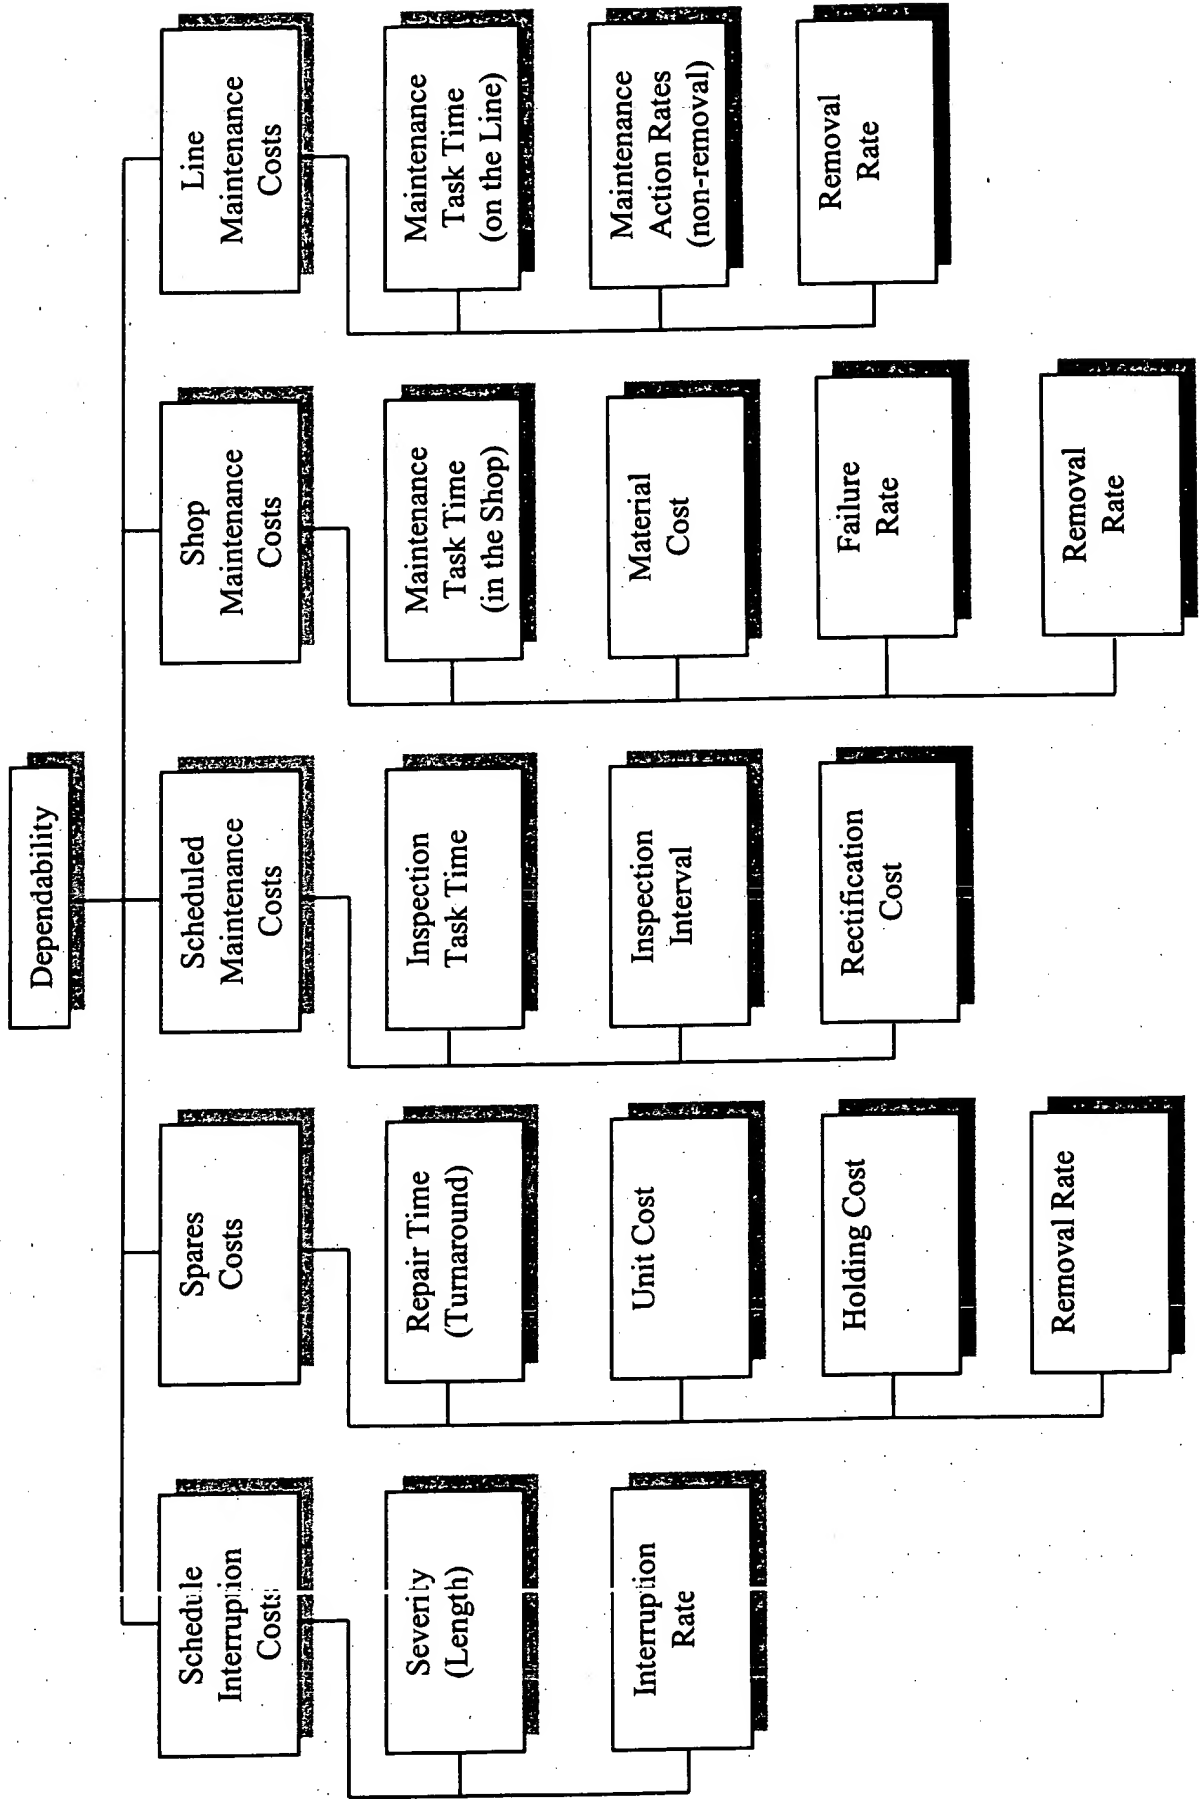 Dependability
Schedule
Interruption
Costs
Severity
(Length)
Interruption
Rate
Spares
Costs
Repair Time
(Turnaround)
Unit Cost
Holding Cost
Removal Rate
Scheduled
Maintenance
Costs
Inspection
Task Time
Inspection
Interval
Rectification
Cost
Shop
Maintenance
Costs
Maintenance
Task Time
(in the Shop)
Material
Cost
Failure
Rate
Removal
Rate
Line
Maintenance
Costs
Maintenance
Task Time
(on the Line)
Maintenance
Action Rates
(non-removal)
Removal
Rate